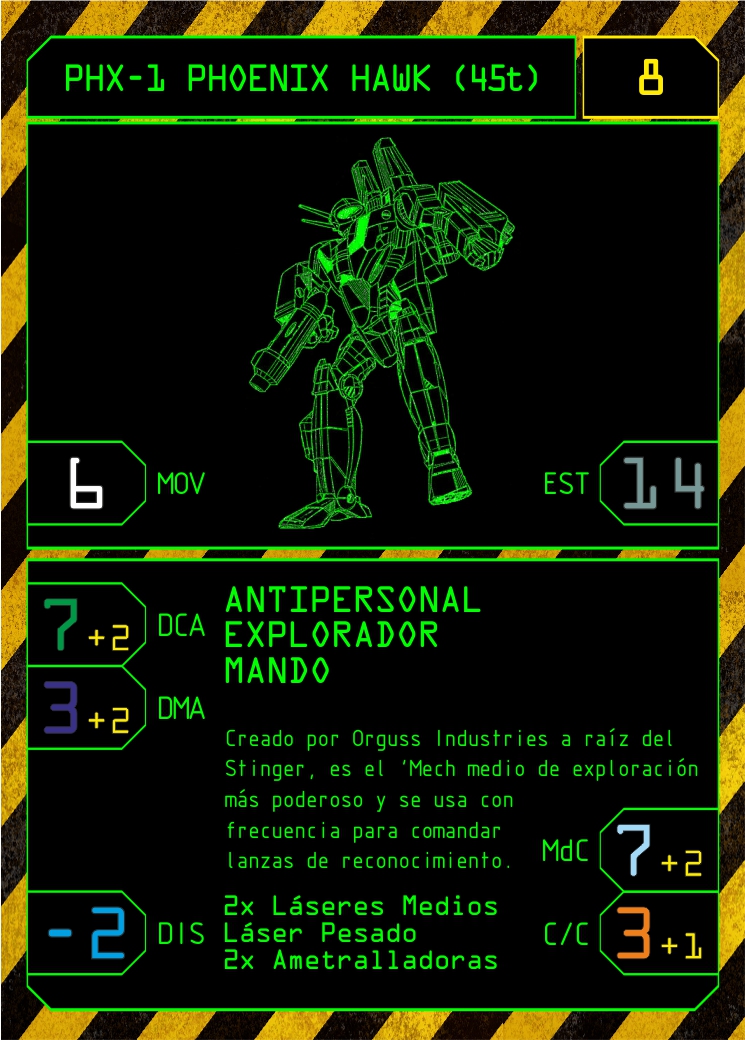 PHX-1 PHOENIX HAWK (45t)
8
6 MOV
EST 14
7 +2 DCA
3 +2 DMA
ANTIPERSONAL
EXPLORADOR
MANDO
Creado por Orguss Industries a raíz del
Stinger, es el ‘Mech medio de exploración
más poderoso y se usa con
frecuencia para comandar
lanzas de reconocimiento.
MdC 7 +2
-2 DIS
2x Láseres Medios
Láser Pesado
2x Ametralladoras
C/C 3 +1